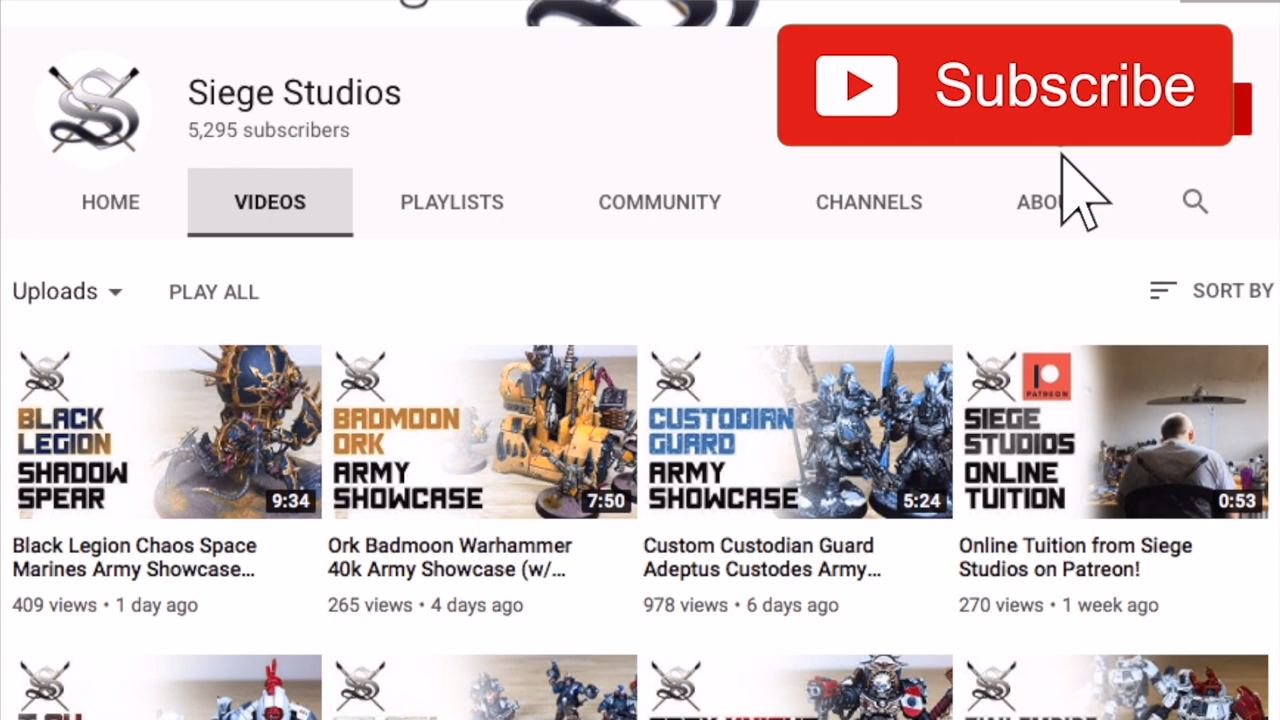 Siege Studios
5,295 subscribers
Subscribe
HOME
VIDEOS
PLAYLISTS
COMMUNITY
CHANNELS
Uploads
PLAY ALL
SORT BY
BLACK
LEGION
SHADOW
SPEAR
9:34
BADMOON
ORK
ARMY
SHOWCASE
7:50
CUSTODIAN
GUARD
ARMY
SHOWCASE
5:24
PATREON
SIEGE
STUDIOS
ONLINE
TUITION
0:53
Black Legion Chaos Space
Marines Army Showcase...
409 views • 1 day ago
Ork Badmoon Warhammer
40k Army Showcase (w/...
265 views • 4 days ago
Custom Custodian Guard
Adeptus Custodes Army...
978 views • 6 days ago
Online Tuition from Siege
Studios on Patreon!
270 views • 1 week ago